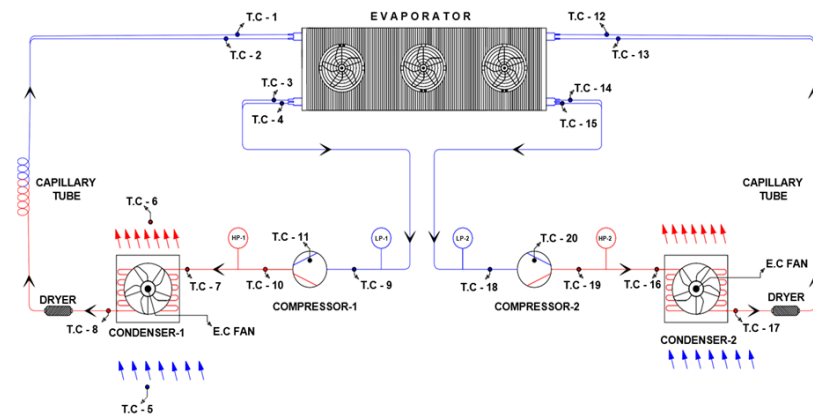 EVAPORATOR
T.C - 1
T.C - 2
T.C - 3
T.C - 4
T.C - 12
T.C - 13
T.C - 14
T.C - 15
CAPILLARY
TUBE
CAPILLARY
TUBE
T.C - 6
HP-1
T.C - 11
LP-1
LP-2
T.C - 20
HP-2
T.C - 7
T.C - 10
T.C - 9
T.C - 18
T.C - 19
T.C - 16
E.C FAN
COMPRESSOR-1
COMPRESSOR-2
DRYER
DRYER
T.C - 8
CONDENSER-1
E.C FAN
T.C - 17
CONDENSER-2
T.C - 5